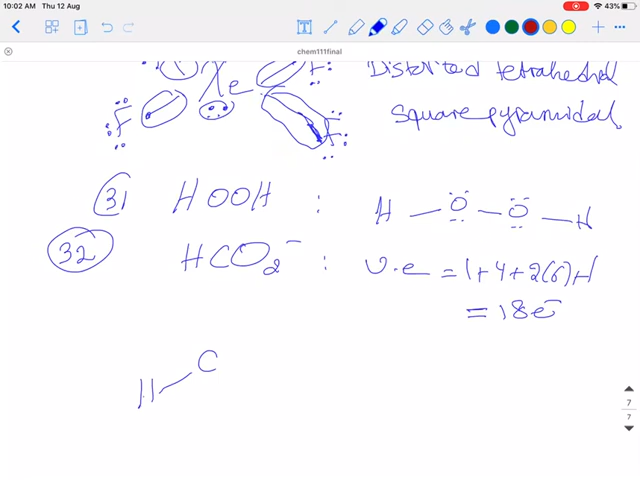 10:02 AM Thu 12 Aug 43%
chem111final
Xe F F
Distorted tetrahedral
F F
square pyramidal
31 HOOH : H — O — O — H
32 HCO2− : v.e = 1+4+2(6)+1
= 18e−
H — C
7
7